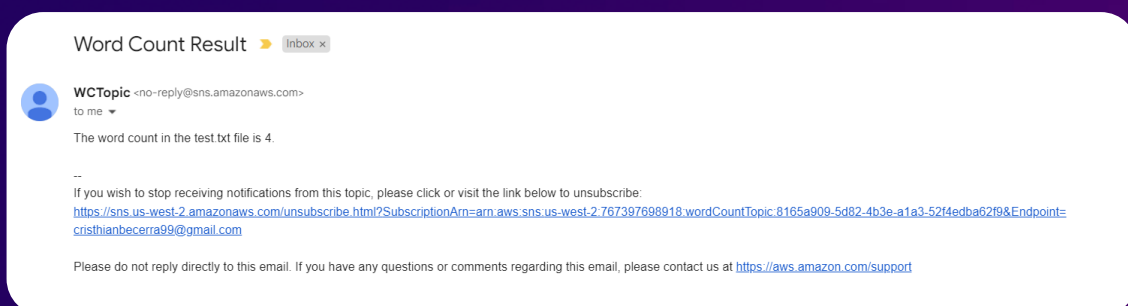 Word Count Result Inbox ×
WCTopic <no-reply@sns.amazonaws.com>
to me
The word count in the test.txt file is 4.
--
If you wish to stop receiving notifications from this topic, please click or visit the link below to unsubscribe:
https://sns.us-west-2.amazonaws.com/unsubscribe.html?SubscriptionArn=arn:aws:sns:us-west-2:767397698918:wordCountTopic:8165a909-5d82-4b3e-a1a3-52f4edba62f9&Endpoint=
cristhianbecerra99@gmail.com
Please do not reply directly to this email. If you have any questions or comments regarding this email, please contact us at https://aws.amazon.com/support